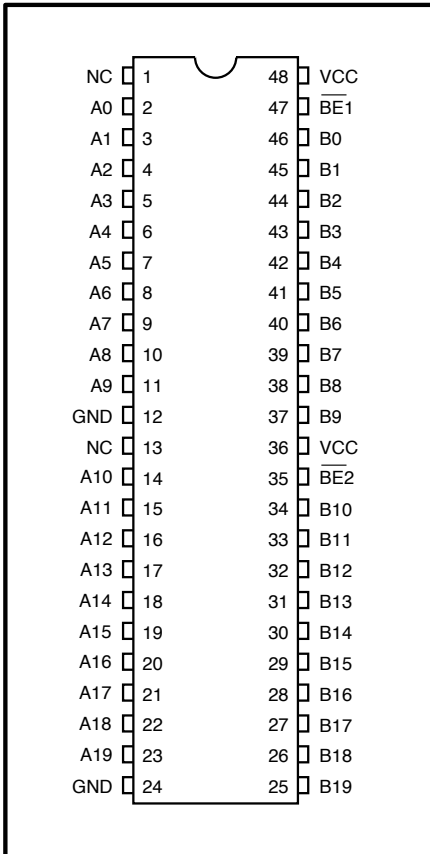 NC 1 48 VCC
A0 2 47 B̅E̅1
A1 3 46 B0
A2 4 45 B1
A3 5 44 B2
A4 6 43 B3
A5 7 42 B4
A6 8 41 B5
A7 9 40 B6
A8 10 39 B7
A9 11 38 B8
GND 12 37 B9
NC 13 36 VCC
A10 14 35 B̅E̅2
A11 15 34 B10
A12 16 33 B11
A13 17 32 B12
A14 18 31 B13
A15 19 30 B14
A16 20 29 B15
A17 21 28 B16
A18 22 27 B17
A19 23 26 B18
GND 24 25 B19